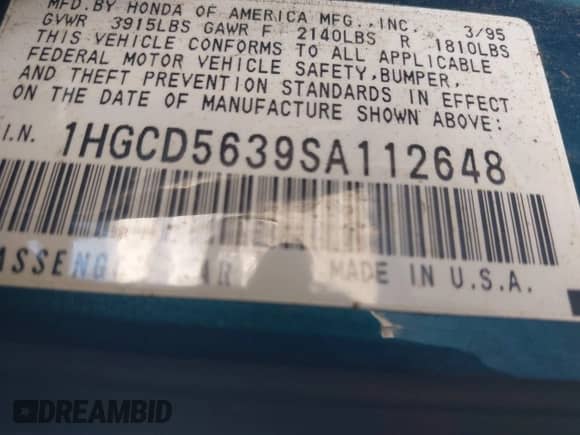 MFD. BY HONDA OF AMERICA MFG., INC. 3/95
GVWR 3915LBS GAWR F 2140LBS R 1810LBS
THIS VEHICLE CONFORMS TO ALL APPLICABLE
FEDERAL MOTOR VEHICLE SAFETY, BUMPER,
AND THEFT PREVENTION STANDARDS IN EFFECT
ON THE DATE OF MANUFACTURE SHOWN ABOVE:
I.N. 1HGCD5639SA112648
ASSENG AR MADE IN U.S.A.
DREAMBID